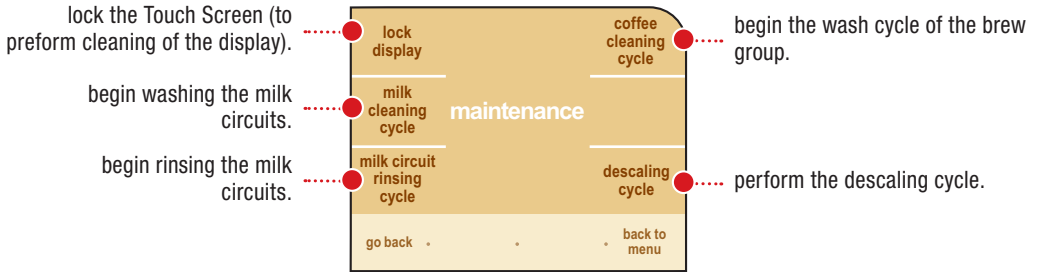 lock the Touch Screen (to
preform cleaning of the display).
begin washing the milk
circuits.
begin rinsing the milk
circuits.
lock
display
milk
cleaning
cycle
milk circuit
rinsing
cycle
maintenance
coffee
cleaning
cycle
descaling
cycle
go back
back to
menu
begin the wash cycle of the brew
group.
perform the descaling cycle.